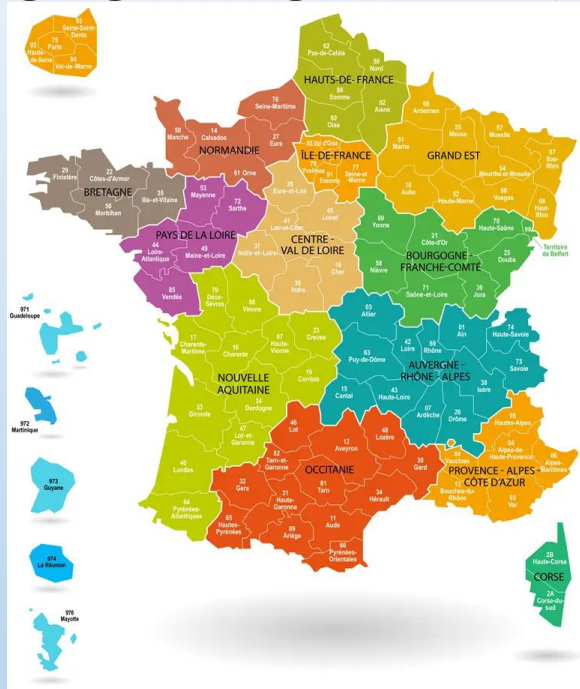 93
Seine-Saint-
Denis
75
Paris
92
Hauts-
de-Seine
94
Val-de-Marne
62
Pas-de-Calais
59
Nord
HAUTS-DE-FRANCE
80
Somme
02
Aisne
60
Oise
76
Seine-Maritime
50
Manche
14
Calvados
27
Eure
NORMANDIE
61 Orne
08
Ardennes
51
Marne
55
Meuse
57
Moselle
GRAND EST
67
Bas-
Rhin
54
Meurthe-et-Moselle
10
Aube
52
Haute-Marne
88
Vosges
68
Haut-
Rhin
95 Val d'Oise
ÎLE-DE-FRANCE
78
Yvelines
91
Essonne
77
Seine-et-
Marne
29
Finistère
22
Côtes-d'Armor
BRETAGNE
35
Ille-et-Vilaine
56
Morbihan
53
Mayenne
72
Sarthe
PAYS DE LA LOIRE
44
Loire-
Atlantique
49
Maine-et-Loire
85
Vendée
28
Eure-et-Loir
45
Loiret
41
Loir-et-Cher
CENTRE -
VAL DE LOIRE
37
Indre-et-Loire
18
Cher
36
Indre
89
Yonne
21
Côte-d'Or
70
Haute-Saône
90
Territoire
de Belfort
BOURGOGNE -
FRANCHE-COMTÉ
25
Doubs
58
Nièvre
71
Saône-et-Loire
39
Jura
971
Guadeloupe
972
Martinique
973
Guyane
974
La Réunion
976
Mayotte
79
Deux-
Sèvres
86
Vienne
17
Charente-
Maritime
16
Charente
87
Haute-
Vienne
23
Creuse
19
Corrèze
NOUVELLE
AQUITAINE
24
Dordogne
33
Gironde
47
Lot-et-
Garonne
40
Landes
64
Pyrénées-
Atlantiques
03
Allier
01
Ain
74
Haute-Savoie
63
Puy-de-Dôme
42
Loire
69
Rhône
73
Savoie
AUVERGNE -
RHÔNE - ALPES
15
Cantal
43
Haute-Loire
38
Isère
07
Ardèche
26
Drôme
46
Lot
12
Aveyron
48
Lozère
82
Tarn-et-
Garonne
OCCITANIE
30
Gard
32
Gers
31
Haute-
Garonne
81
Tarn
34
Hérault
65
Hautes-
Pyrénées
09
Ariège
11
Aude
66
Pyrénées-
Orientales
05
Hautes-Alpes
04
Alpes-de-
Haute-Provence
06
Alpes-
Maritimes
84
Vaucluse
PROVENCE - ALPES -
CÔTE D'AZUR
13
Bouches-du-
Rhône
83
Var
2B
Haute-Corse
CORSE
2A
Corse-du-
sud